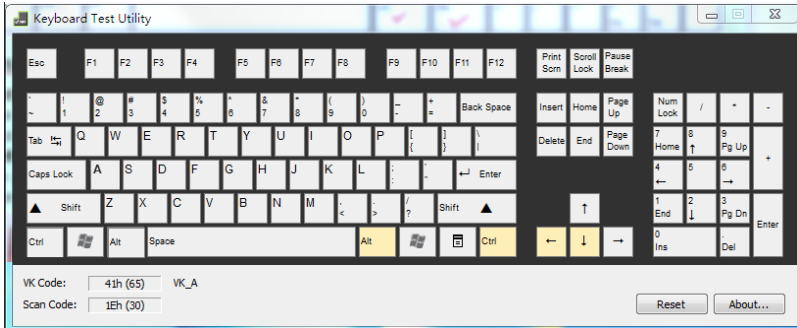 Keyboard Test Utility
Esc F1 F2 F3 F4 F5 F6 F7 F8 F9 F10 F11 F12 Print Scrn Scroll Lock Pause Break
` ~ ! 1 @ 2 # 3 $ 4 % 5 ^ 6 & 7 * 8 ( 9 ) 0 _ - + = Back Space Insert Home Page Up Num Lock / * -
Tab Q W E R T Y U I O P [ { ] } \ | Delete End Page Down 7 Home 8 ↑ 9 Pg Up +
Caps Lock A S D F G H J K L ; : ' Enter 4 ← 5 6 →
▲ Shift Z X C V B N M , < . > / ? Shift ▲ ↑ 1 End 2 ↓ 3 Pg Dn Enter
Ctrl Alt Space Alt Ctrl ← ↓ → 0 Ins . Del
VK Code: 41h (65) VK_A
Scan Code: 1Eh (30) Reset About...